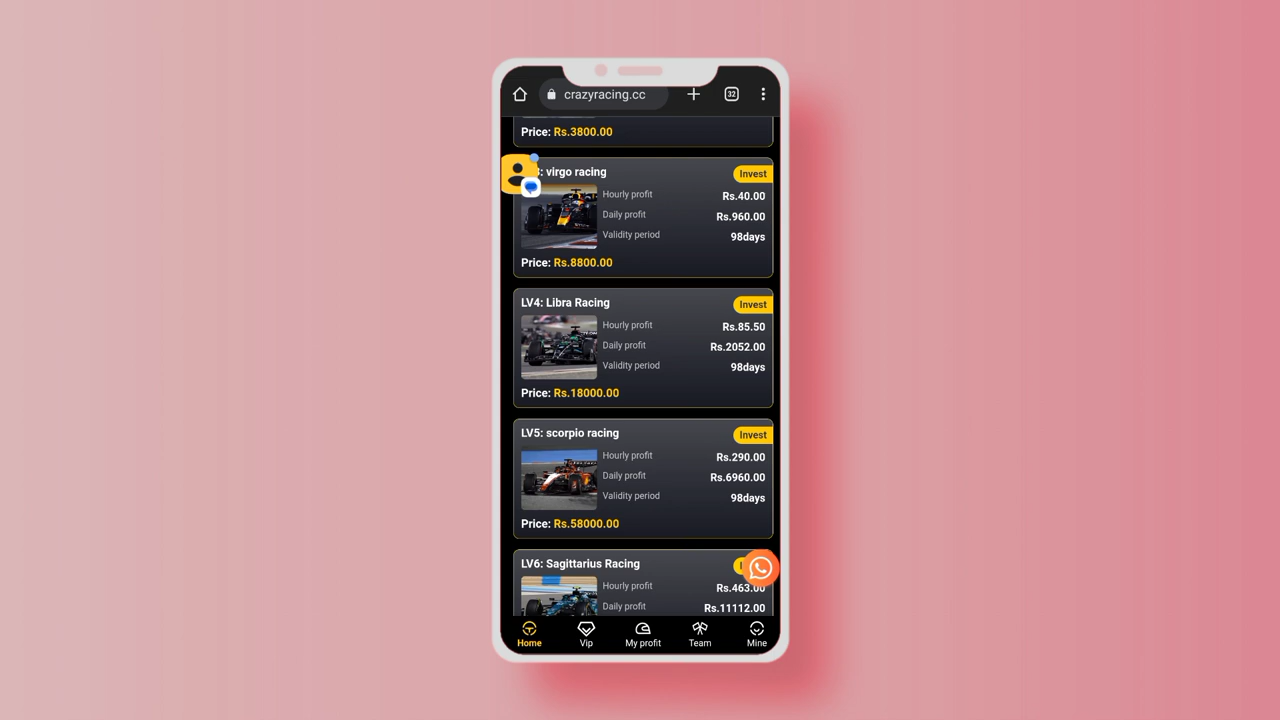 crazyracing.cc
32
Price: Rs.3800.00
3: virgo racing
Invest
Hourly profit
Rs.40.00
Daily profit
Rs.960.00
Validity period
98days
Price: Rs.8800.00
LV4: Libra Racing
Invest
Hourly profit
Rs.85.50
Daily profit
Rs.2052.00
Validity period
98days
Price: Rs.18000.00
LV5: scorpio racing
Invest
Hourly profit
Rs.290.00
Daily profit
Rs.6960.00
Validity period
98days
Price: Rs.58000.00
LV6: Sagittarius Racing
Hourly profit
Rs.463.00
Daily profit
Rs.11112.00
Home
Vip
My profit
Team
Mine